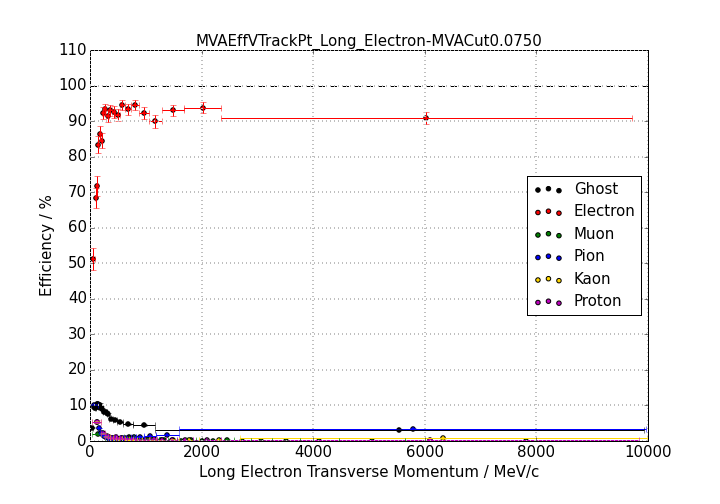 MVAEffVTrackPt_Long_Electron-MVACut0.0750
110
100
90
80
70
60
50
40
30
20
10
0
Efficiency / %
Ghost
Electron
Muon
Pion
Kaon
Proton
0 2000 4000 6000 8000 10000
Long Electron Transverse Momentum / MeV/c